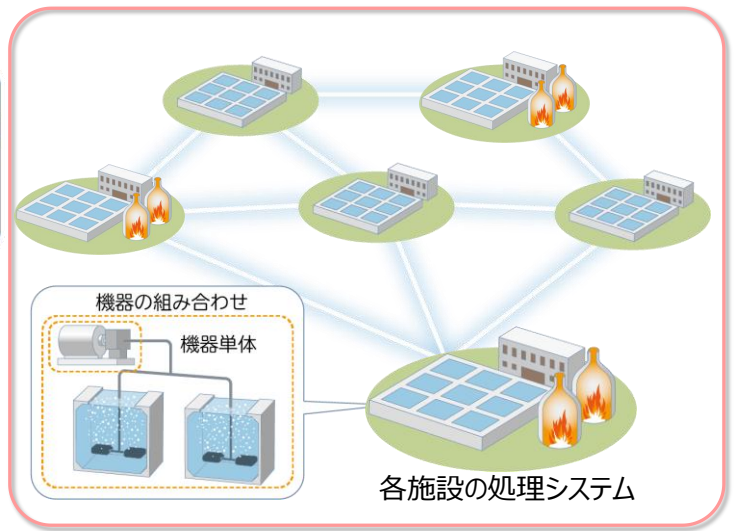 機器の組み合わせ
機器単体
各施設の処理システム